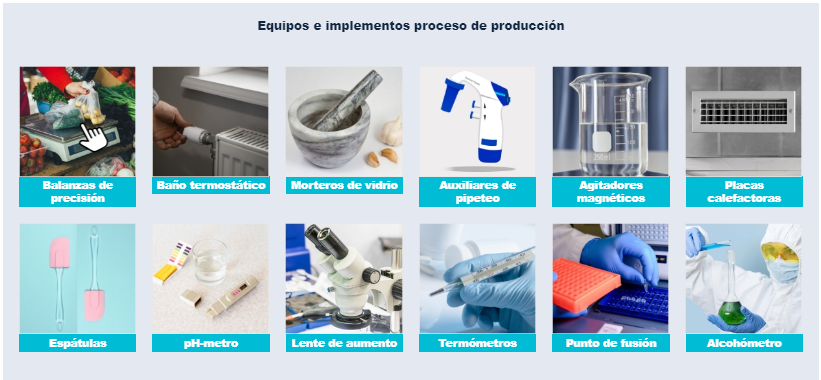 Equipos e implementos proceso de producción
Balanzas de
precisión
Baño termostático
Morteros de vidrio
Auxiliares de
pipeteo
Agitadores
magnéticos
Placas
calefactoras
Espátulas
pH-metro
Lente de aumento
Termómetros
Punto de fusión
Alcohómetro